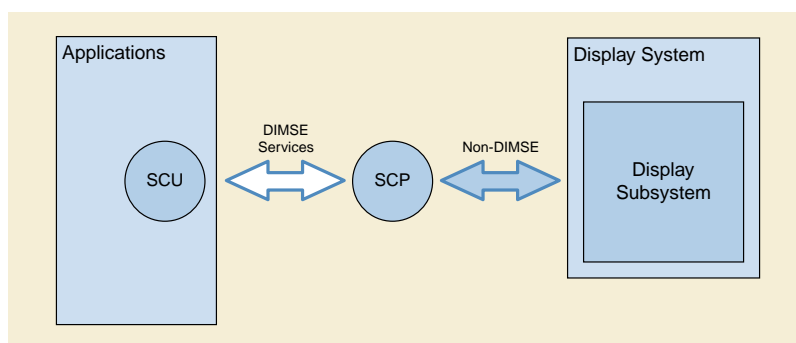 Applications
Display System
DIMSE
Services
Non-DIMSE
SCU
SCP
Display
Subsystem